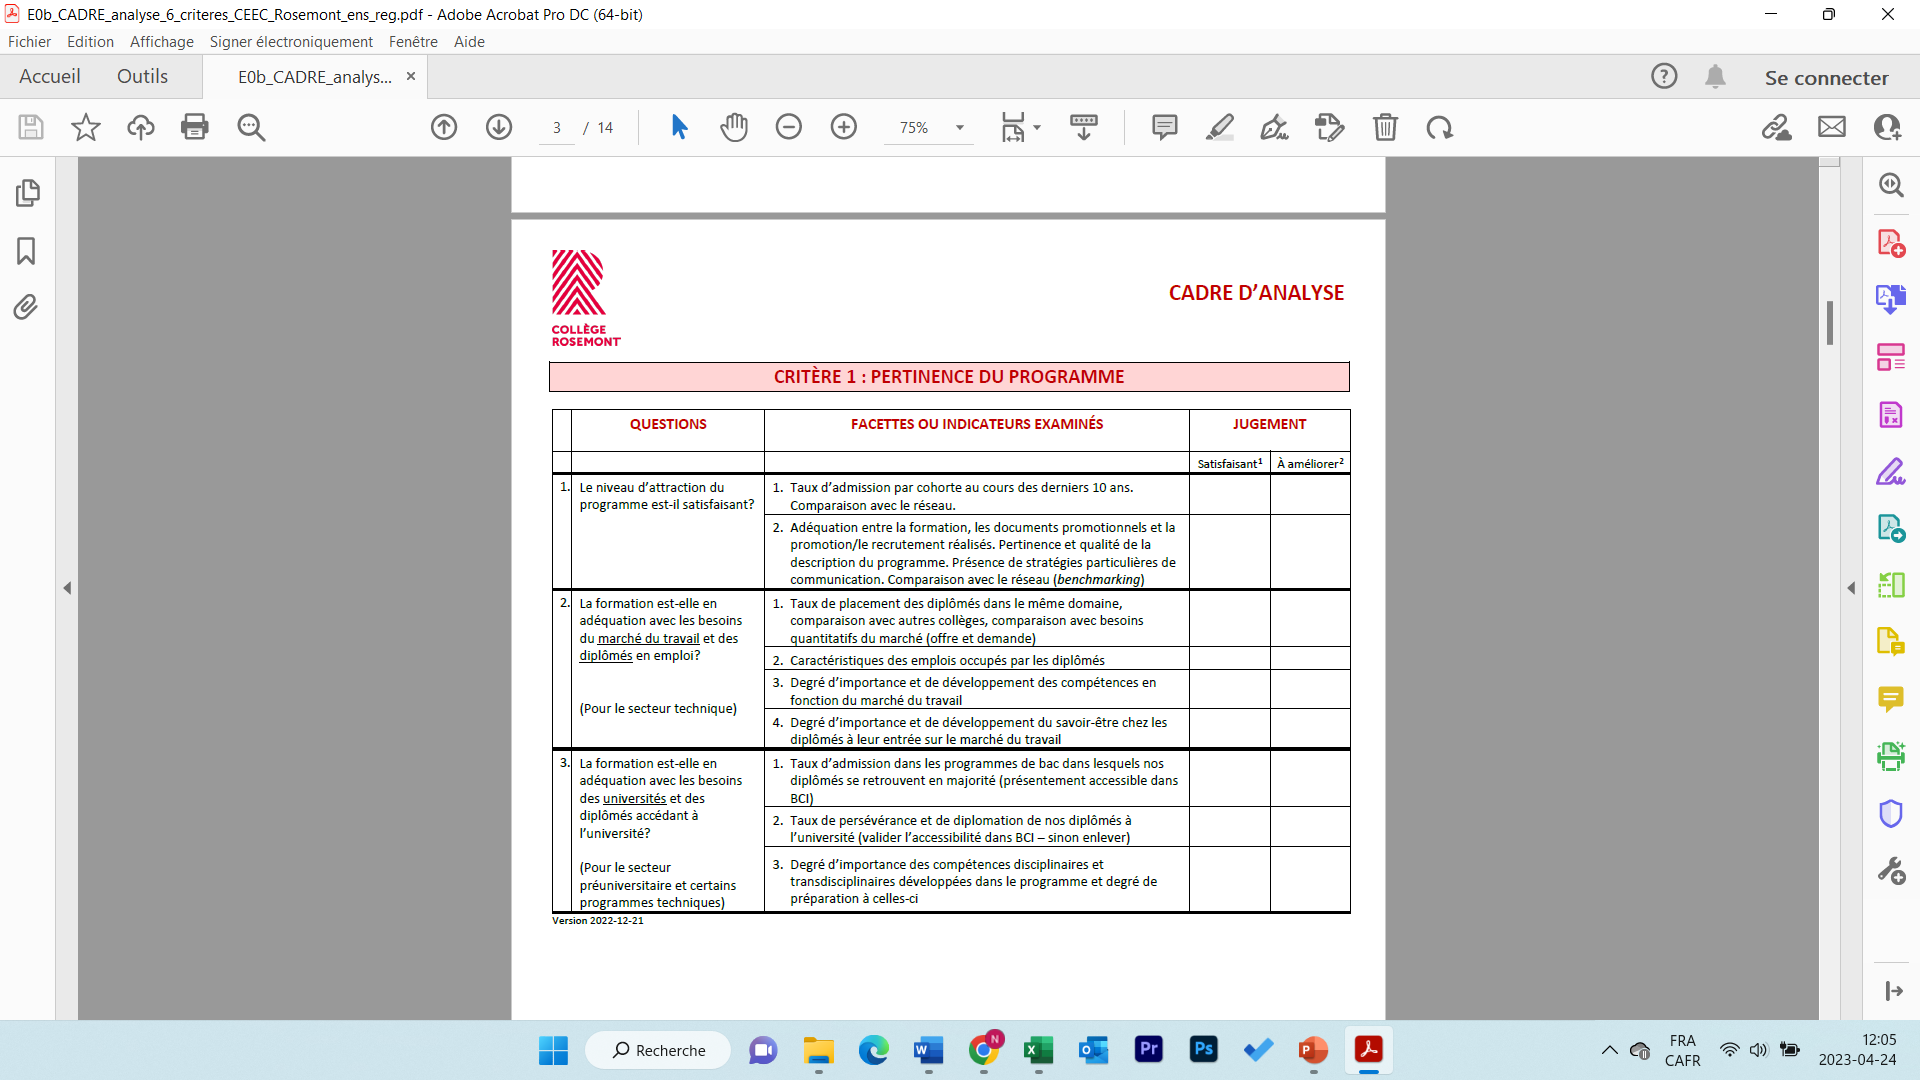 E0b_CADRE_analyse_6_criteres_CEEC_Rosemont_ens_reg.pdf - Adobe Acrobat Pro DC (64-bit)
Fichier Edition Affichage Signer électroniquement Fenêtre Aide
Accueil Outils E0b_CADRE_analys... Se connecter
3 / 14 75%
COLLÈGE
ROSEMONT
CADRE D'ANALYSE
CRITÈRE 1 : PERTINENCE DU PROGRAMME
QUESTIONS FACETTES OU INDICATEURS EXAMINÉS JUGEMENT
Satisfaisant¹ À améliorer²
1. Le niveau d'attraction du
programme est-il satisfaisant?
1. Taux d'admission par cohorte au cours des derniers 10 ans.
Comparaison avec le réseau.
2. Adéquation entre la formation, les documents promotionnels et la
promotion/le recrutement réalisés. Pertinence et qualité de la
description du programme. Présence de stratégies particulières de
communication. Comparaison avec le réseau (benchmarking)
2. La formation est-elle en
adéquation avec les besoins
du marché du travail et des
diplômés en emploi?
(Pour le secteur technique)
1. Taux de placement des diplômés dans le même domaine,
comparaison avec autres collèges, comparaison avec besoins
quantitatifs du marché (offre et demande)
2. Caractéristiques des emplois occupés par les diplômés
3. Degré d'importance et de développement des compétences en
fonction du marché du travail
4. Degré d'importance et de développement du savoir-être chez les
diplômés à leur entrée sur le marché du travail
3. La formation est-elle en
adéquation avec les besoins
des universités et des
diplômés accédant à
l'université?
(Pour le secteur
préuniversitaire et certains
programmes techniques)
1. Taux d'admission dans les programmes de bac dans lesquels nos
diplômés se retrouvent en majorité (présentement accessible dans
BCI)
2. Taux de persévérance et de diplomation de nos diplômés à
l'université (valider l'accessibilité dans BCI – sinon enlever)
3. Degré d'importance des compétences disciplinaires et
transdisciplinaires développées dans le programme et degré de
préparation à celles-ci
Version 2022-12-21
Recherche
N
Pr
Ps
FRA
CAFR
12:05
2023-04-24